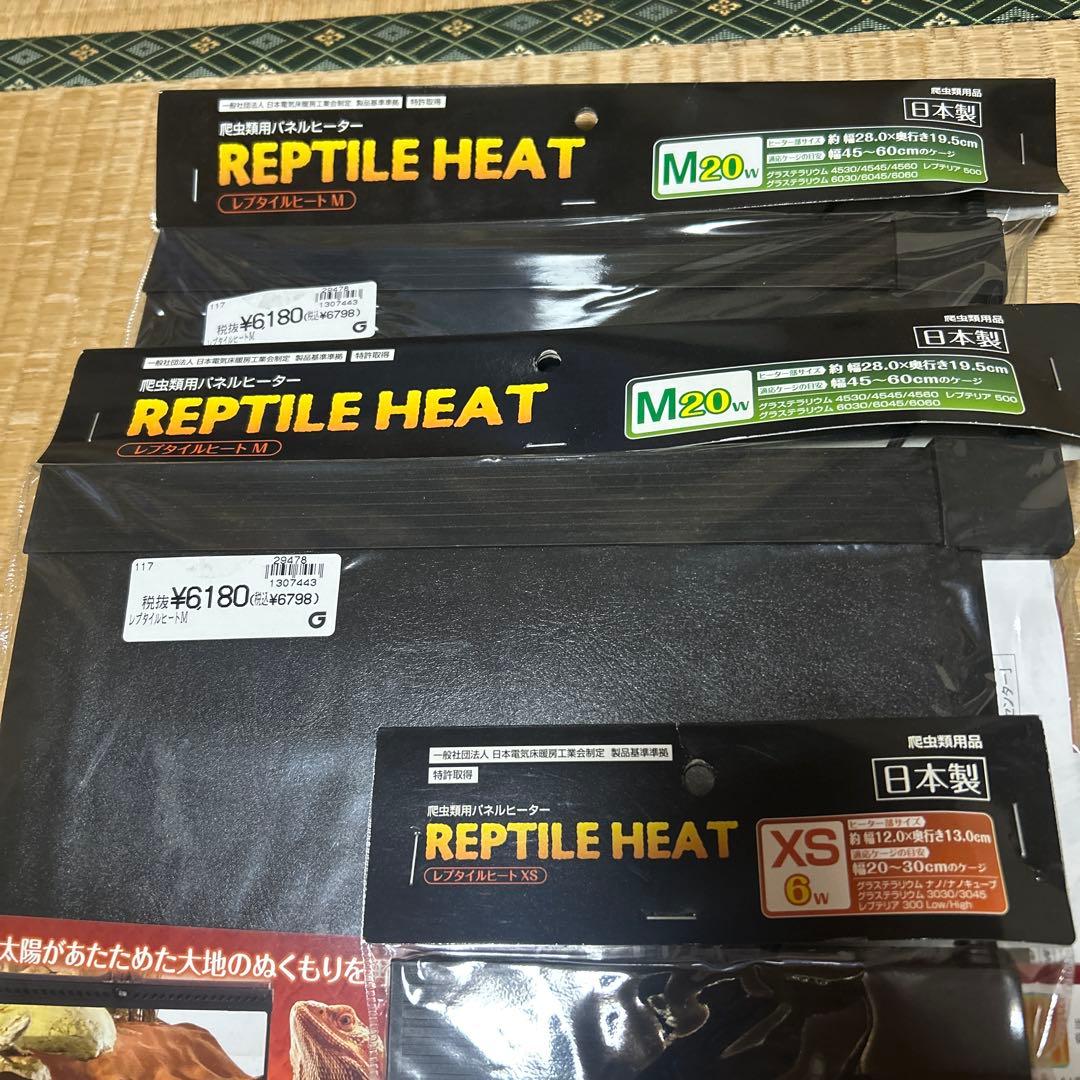 一般社団法人 日本電気床暖房工業会制定 製品基準準拠 特許取得
爬虫類用パネルヒーター
REPTILE HEAT
レプタイルヒート M
爬虫類用品
日本製
M20w
ヒーター部サイズ 約 幅28.0×奥行き19.5cm
適応ケージの目安 幅45～60cmのケージ
グラステラリウム 4530/4545/4560 レプテリア 500
グラステラリウム 6030/6045/6060
117
29478
1307443
税抜¥6,180(税込¥6798)
レプタイルヒートM
G
一般社団法人 日本電気床暖房工業会制定 製品基準準拠 特許取得
爬虫類用パネルヒーター
REPTILE HEAT
レプタイルヒート M
爬虫類用品
日本製
M20w
ヒーター部サイズ 約 幅28.0×奥行き19.5cm
適応ケージの目安 幅45～60cmのケージ
グラステラリウム 4530/4545/4560 レプテリア 500
グラステラリウム 6030/6045/6060
117
29478
1307443
税抜¥6,180(税込¥6798)
レプタイルヒートM
G
センター」
一般社団法人 日本電気床暖房工業会制定 製品基準準拠
特許取得
爬虫類用パネルヒーター
REPTILE HEAT
レプタイルヒート XS
爬虫類用品
日本製
XS
6w
ヒーター部サイズ
約 幅12.0×奥行き13.0cm
適応ケージの目安
幅20～30cmのケージ
グラステラリウム ナノ/ナノキューブ
グラステラリウム 3030/3045
レプテリア 300 Low/High
太陽があたためた大地のぬくもりを